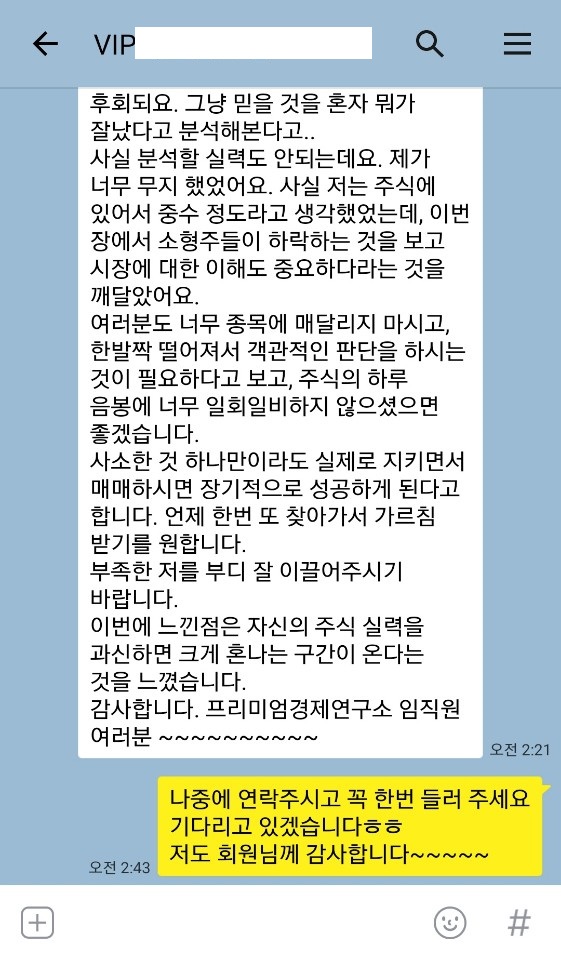 VIP
후회되요. 그냥 믿을 것을 혼자 뭐가
잘났다고 분석해본다고..
사실 분석할 실력도 안되는데요. 제가
너무 무지 했었어요. 사실 저는 주식에
있어서 중수 정도라고 생각했었는데, 이번
장에서 소형주들이 하락하는 것을 보고
시장에 대한 이해도 중요하다라는 것을
깨달았어요.
여러분도 너무 종목에 매달리지 마시고,
한발짝 떨어져서 객관적인 판단을 하시는
것이 필요하다고 보고, 주식의 하루
음봉에 너무 일회일비하지 않으셨으면
좋겠습니다.
사소한 것 하나만이라도 실제로 지키면서
매매하시면 장기적으로 성공하게 된다고
합니다. 언제 한번 또 찾아가서 가르침
받기를 원합니다.
부족한 저를 부디 잘 이끌어주시기
바랍니다.
이번에 느낀점은 자신의 주식 실력을
과신하면 크게 혼나는 구간이 온다는
것을 느꼈습니다.
감사합니다. 프리미엄경제연구소 임직원
여러분 ~~~~~~~~~~
오전 2:21
나중에 연락주시고 꼭 한번 들러 주세요
기다리고 있겠습니다ㅎㅎ
저도 회원님께 감사합니다~~~~~
오전 2:43
#